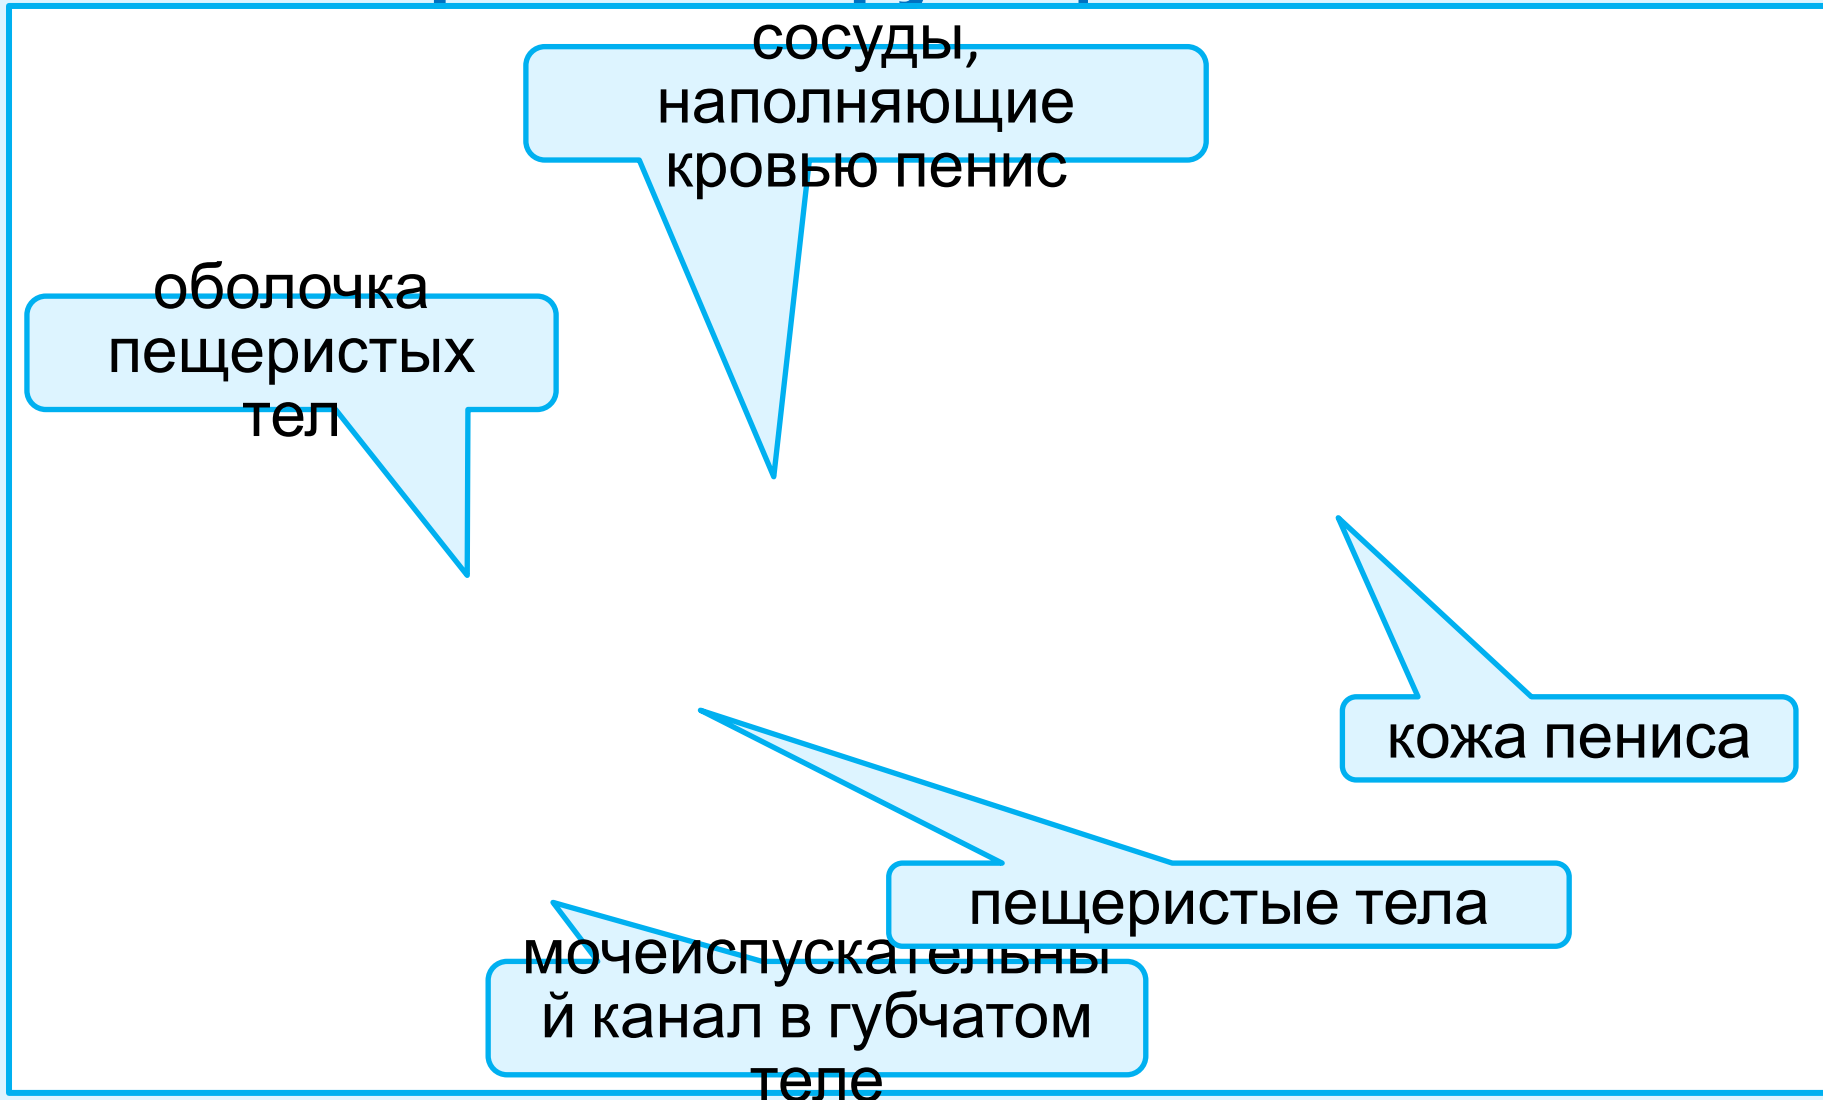 сосуды,
наполняющие
кровью пенис
оболочка
пещеристых
тел
кожа пениса
пещеристые тела
мочеиспускательны
й канал в губчатом
теле